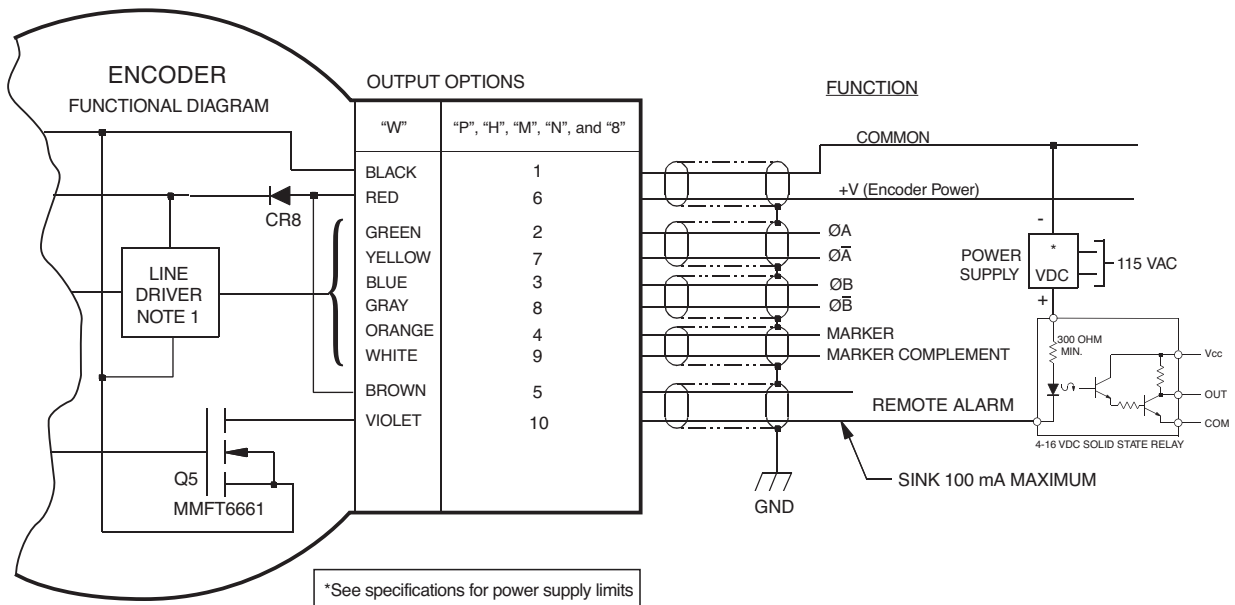 ENCODER
FUNCTIONAL DIAGRAM
OUTPUT OPTIONS
FUNCTION
“W”
“P”, “H”, “M”, “N”, and “8”
BLACK 1
RED 6
GREEN 2
YELLOW 7
BLUE 3
GRAY 8
ORANGE 4
WHITE 9
BROWN 5
VIOLET 10
CR8
LINE
DRIVER
NOTE 1
Q5
MMFT6661
COMMON
+V (Encoder Power)
ØA
ØA̅
ØB
ØB̅
MARKER
MARKER COMPLEMENT
REMOTE ALARM
SINK 100 mA MAXIMUM
GND
-
POWER
SUPPLY
*
VDC
+
115 VAC
300 OHM
MIN.
Vcc
OUT
COM
4-16 VDC SOLID STATE RELAY
*See specifications for power supply limits